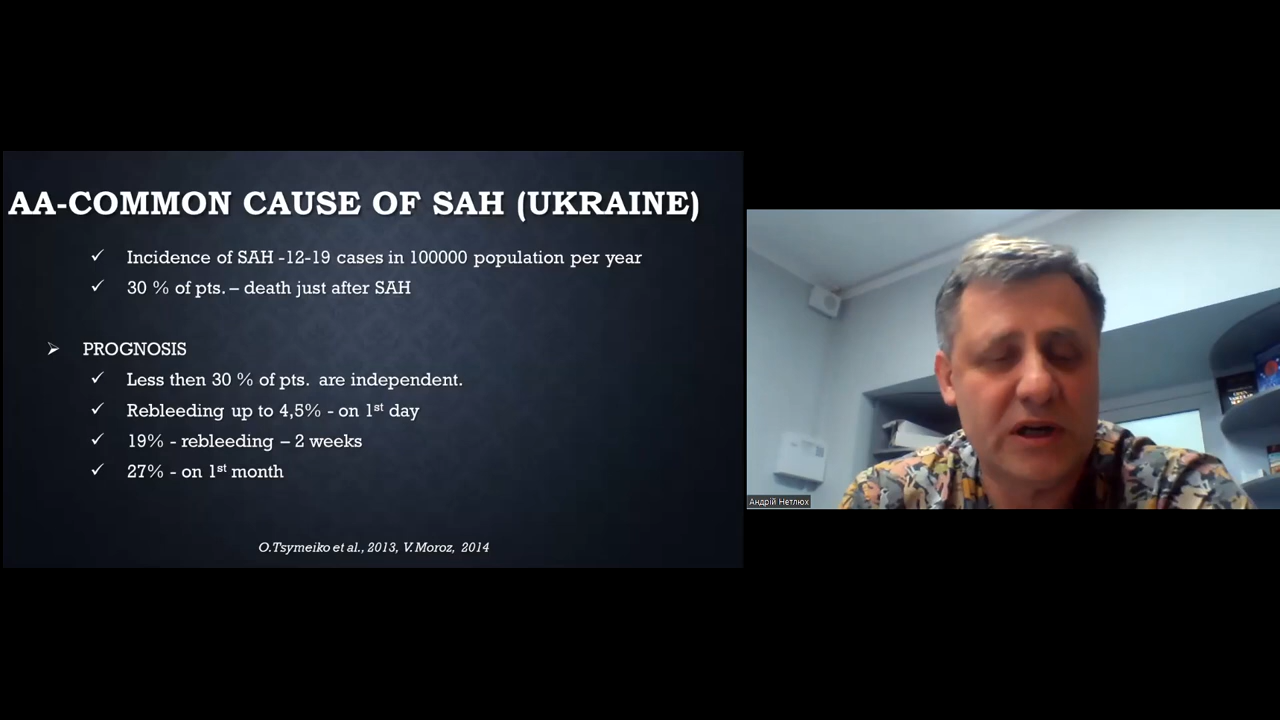 AA-COMMON CAUSE OF SAH (UKRAINE)
✓ Incidence of SAH -12-19 cases in 100000 population per year
✓ 30 % of pts. – death just after SAH
➢ PROGNOSIS
✓ Less then 30 % of pts. are independent.
✓ Rebleeding up to 4,5% - on 1st day
✓ 19% - rebleeding – 2 weeks
✓ 27% - on 1st month
O.Tsymeiko et al., 2013, V.Moroz, 2014
Андрій Нетлюх